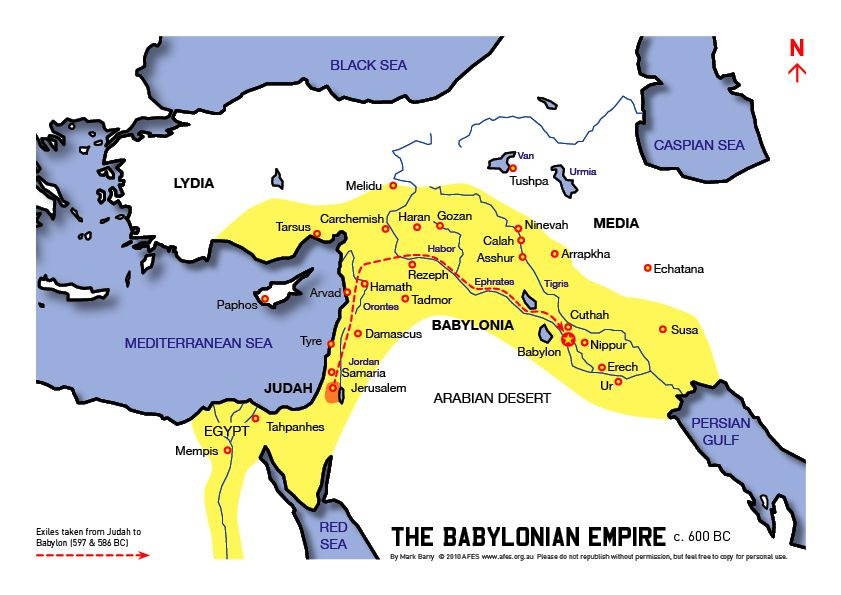 N
BLACK SEA
CASPIAN SEA
Van
Tushpa
Urmia
LYDIA
Melidu
Tarsus
Carchemish
Haran
Gozan
Ninevah
MEDIA
Calah
Asshur
Arrapkha
Habor
Echatana
Rezeph
Hamath
Ephrates
Tigris
Arvad
Paphos
Orontes
Tadmor
Cuthah
BABYLONIA
Damascus
Susa
MEDITERRANEAN SEA
Tyre
Nippur
Babylon
Jordan
Samaria
Erech
JUDAH
Jerusalem
Ur
ARABIAN DESERT
EGYPT
Tahpanhes
PERSIAN
GULF
Mempis
RED
SEA
Exiles taken from Judah to
Babylon (597 & 586 BC)
THE BABYLONIAN EMPIRE c. 600 BC
By Mark Barry © 2010 AFES www.afes.org.au Please do not republish without permission, but feel free to copy for personal use.